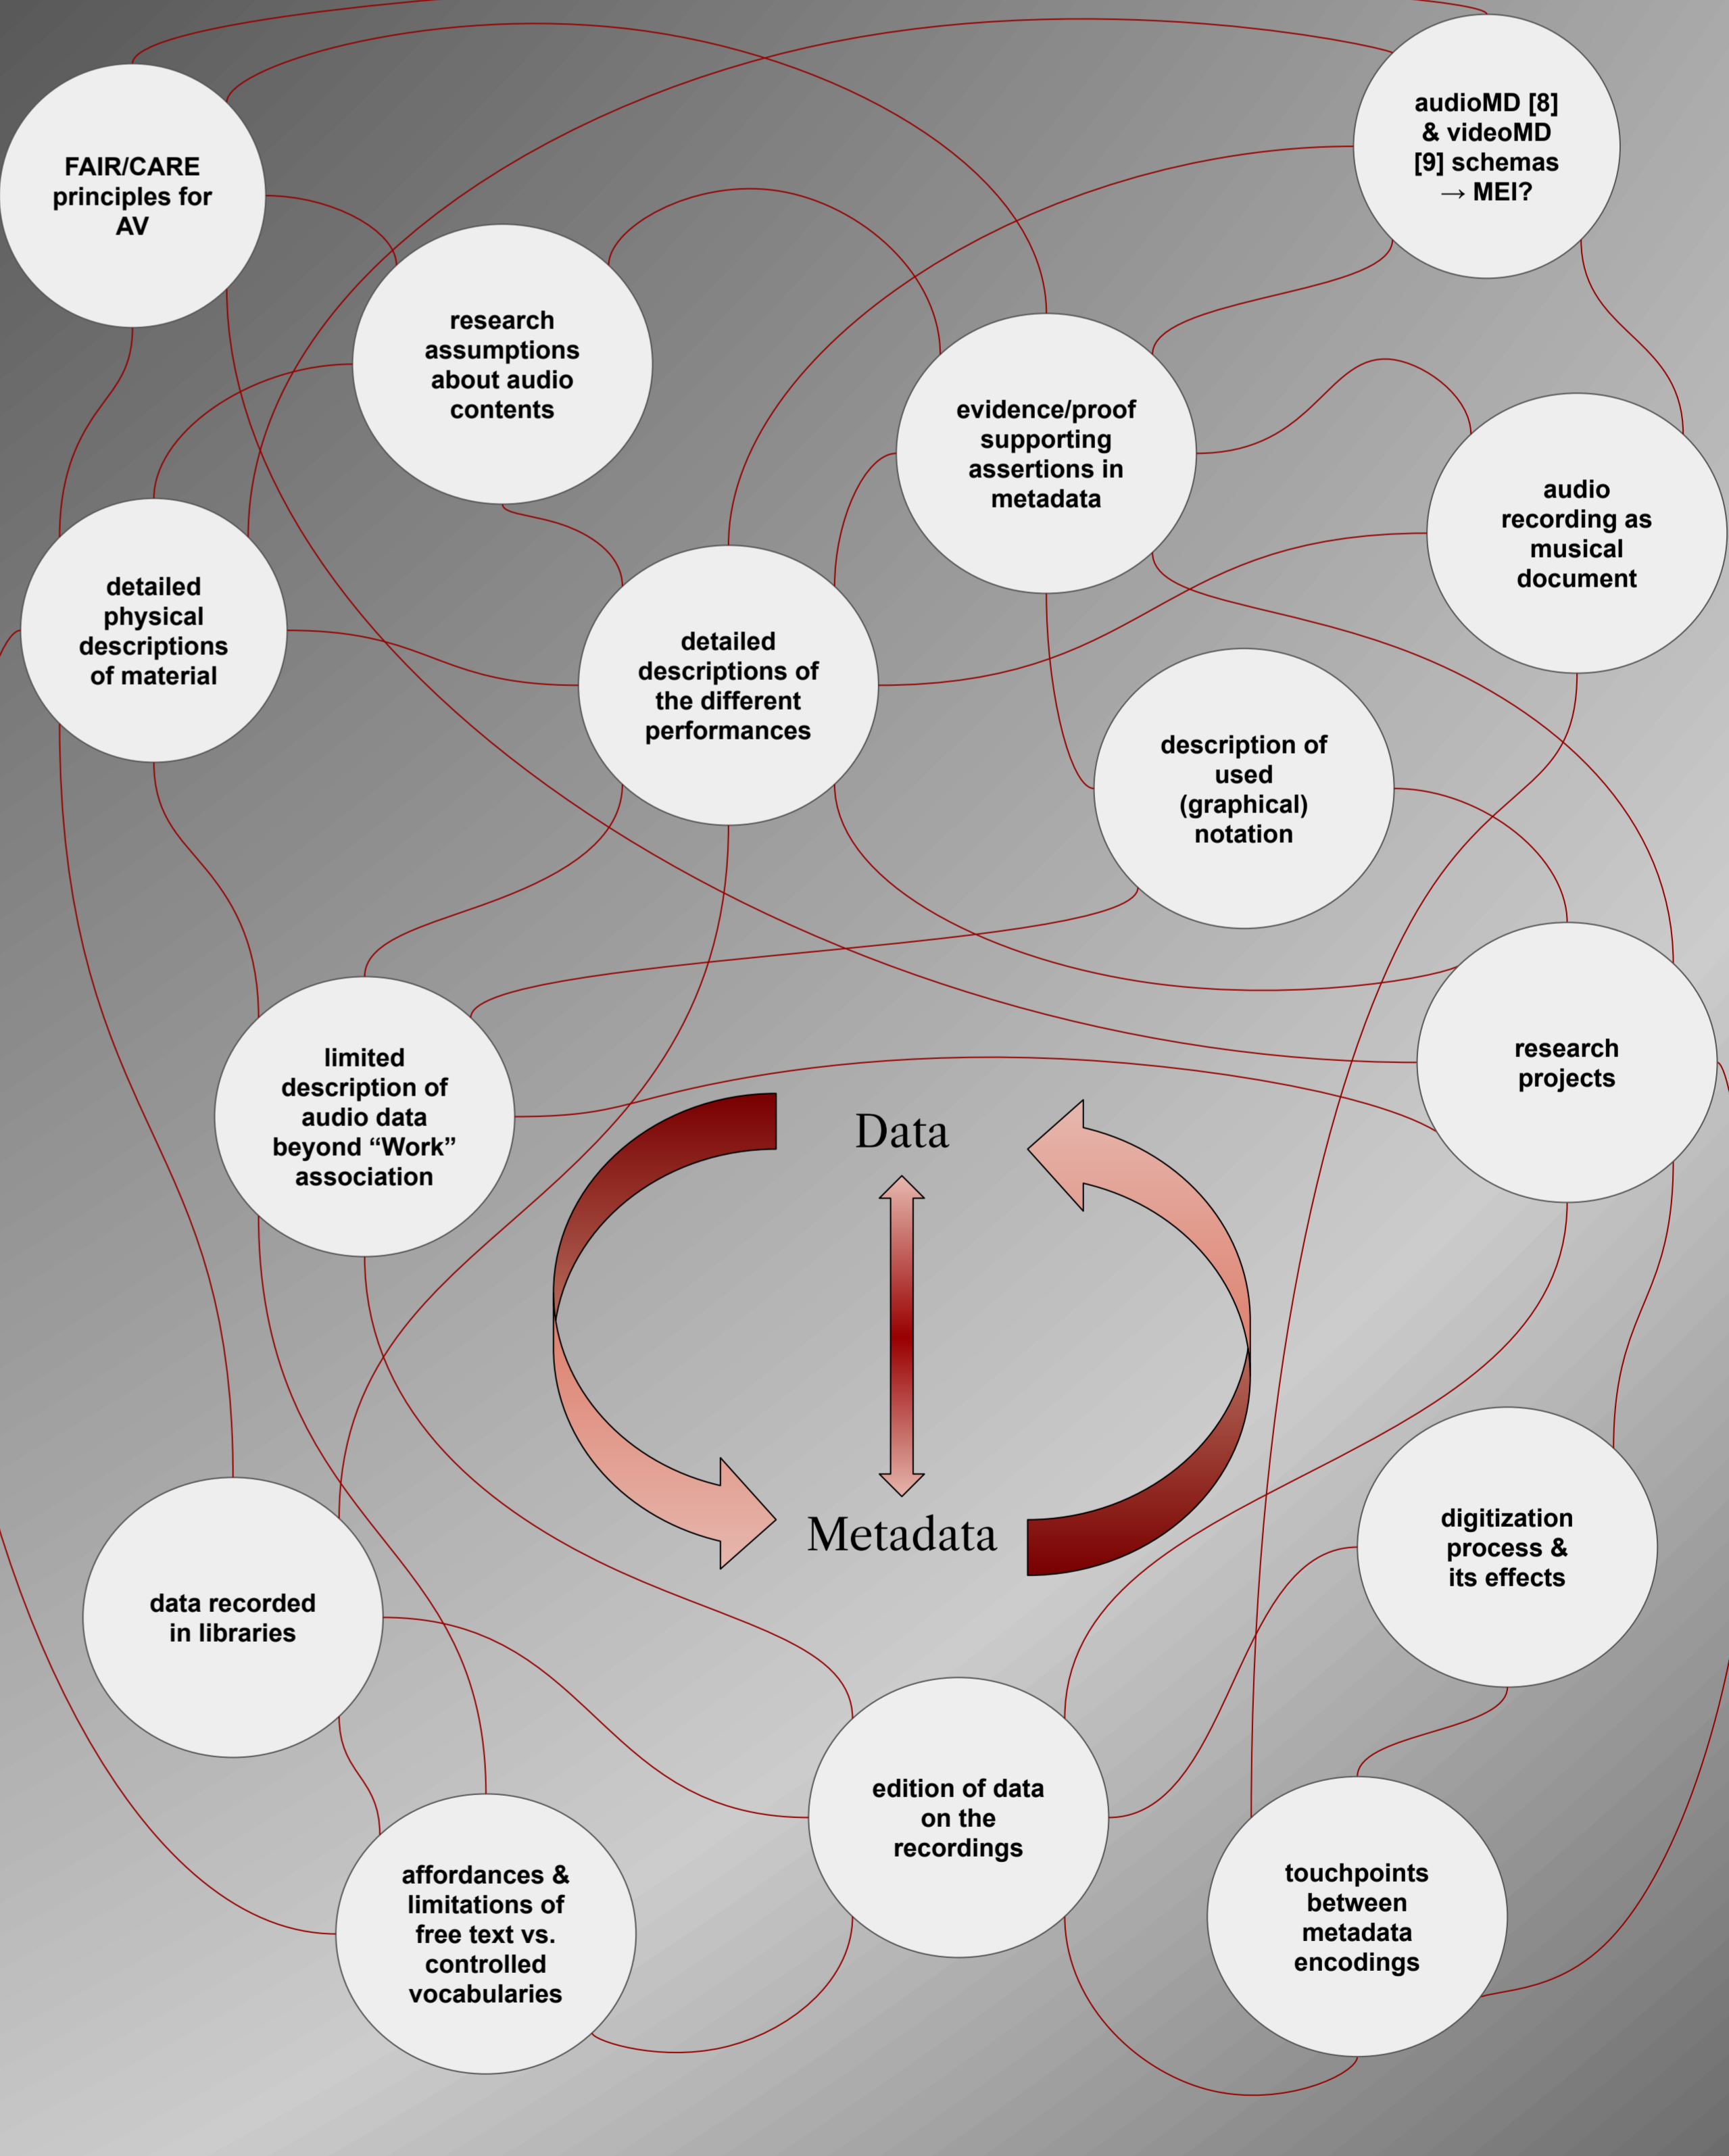 FAIR/CARE
principles for
AV
audioMD [8]
& videoMD
[9] schemas
→ MEI?
research
assumptions
about audio
contents
evidence/proof
supporting
assertions in
metadata
audio
recording as
musical
document
detailed
physical
descriptions
of material
detailed
descriptions of
the different
performances
description of
used
(graphical)
notation
research
projects
limited
description of
audio data
beyond “Work”
association
Data
Metadata
digitization
process &
its effects
data recorded
in libraries
edition of data
on the
recordings
affordances &
limitations of
free text vs.
controlled
vocabularies
touchpoints
between
metadata
encodings